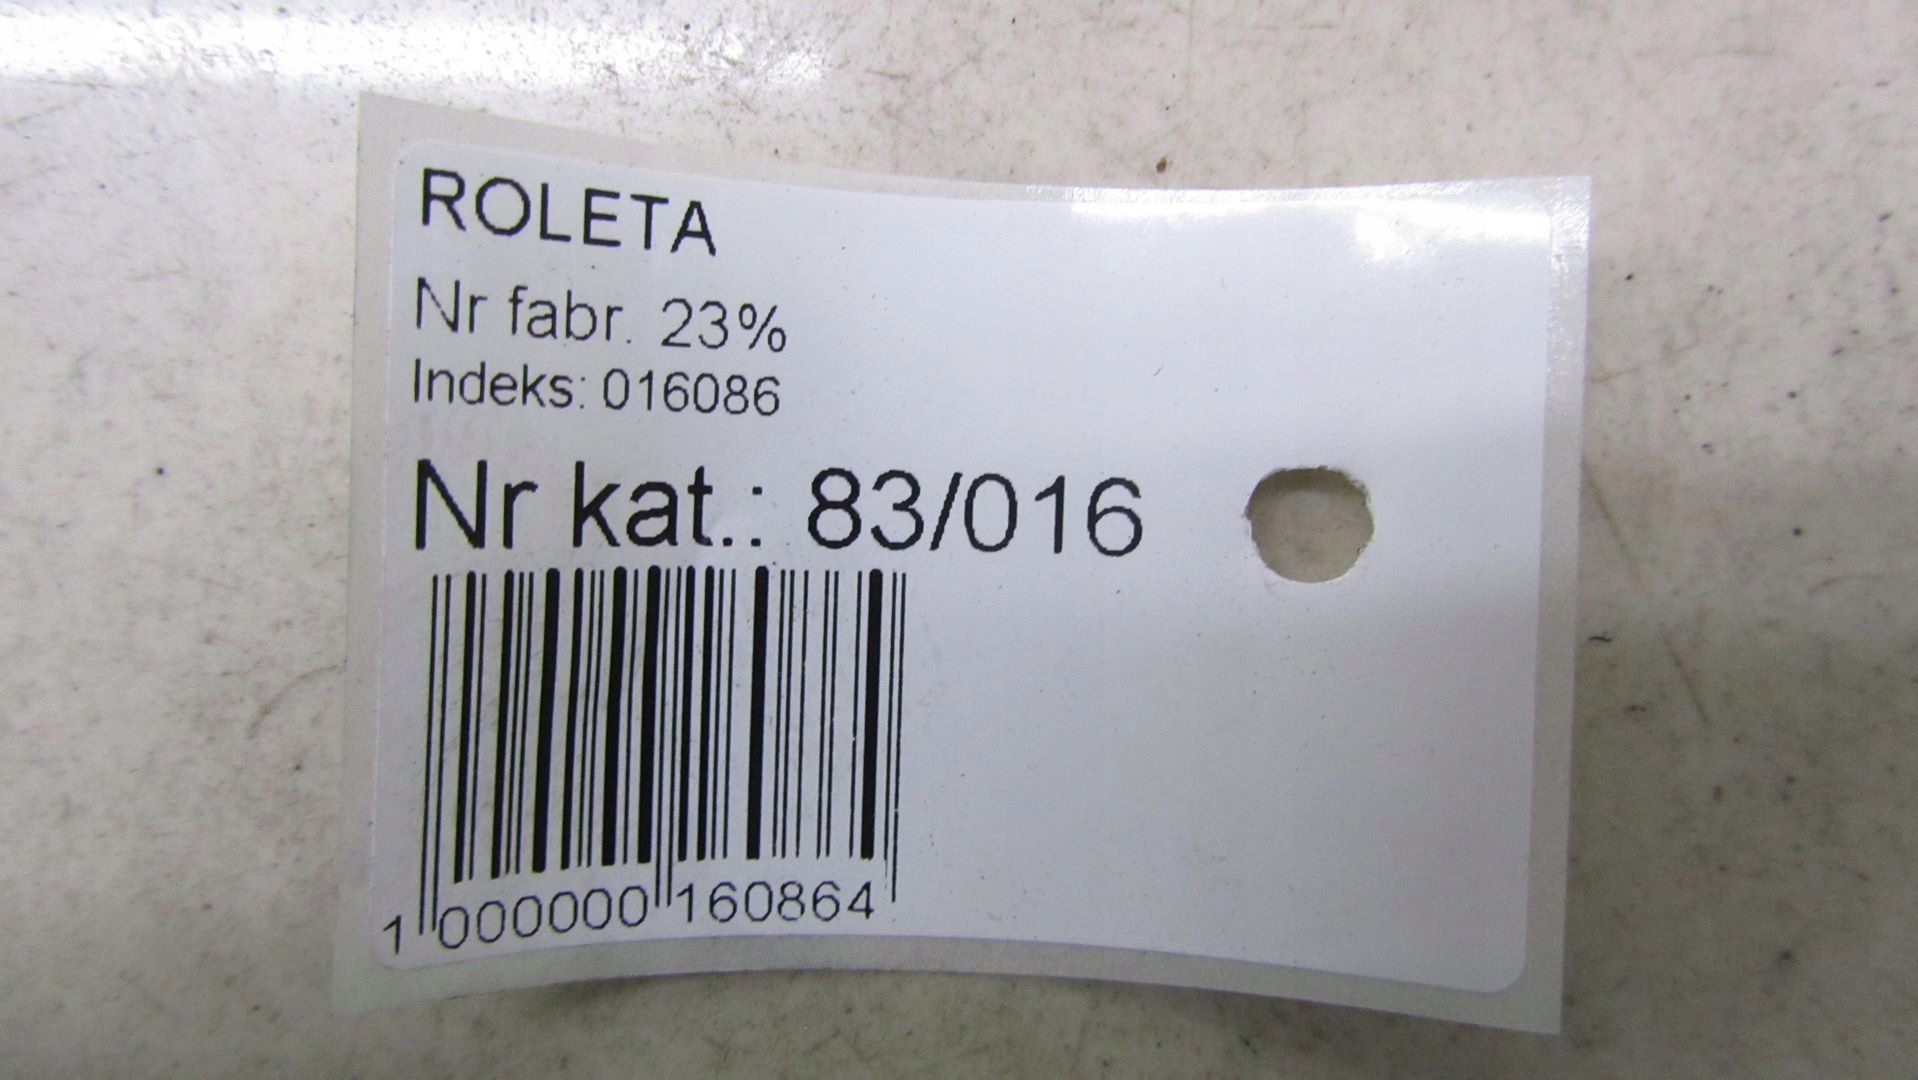 ROLETA
Nr fabr. 23%
Indeks: 016086
Nr kat.: 83/016
1 000000 160864